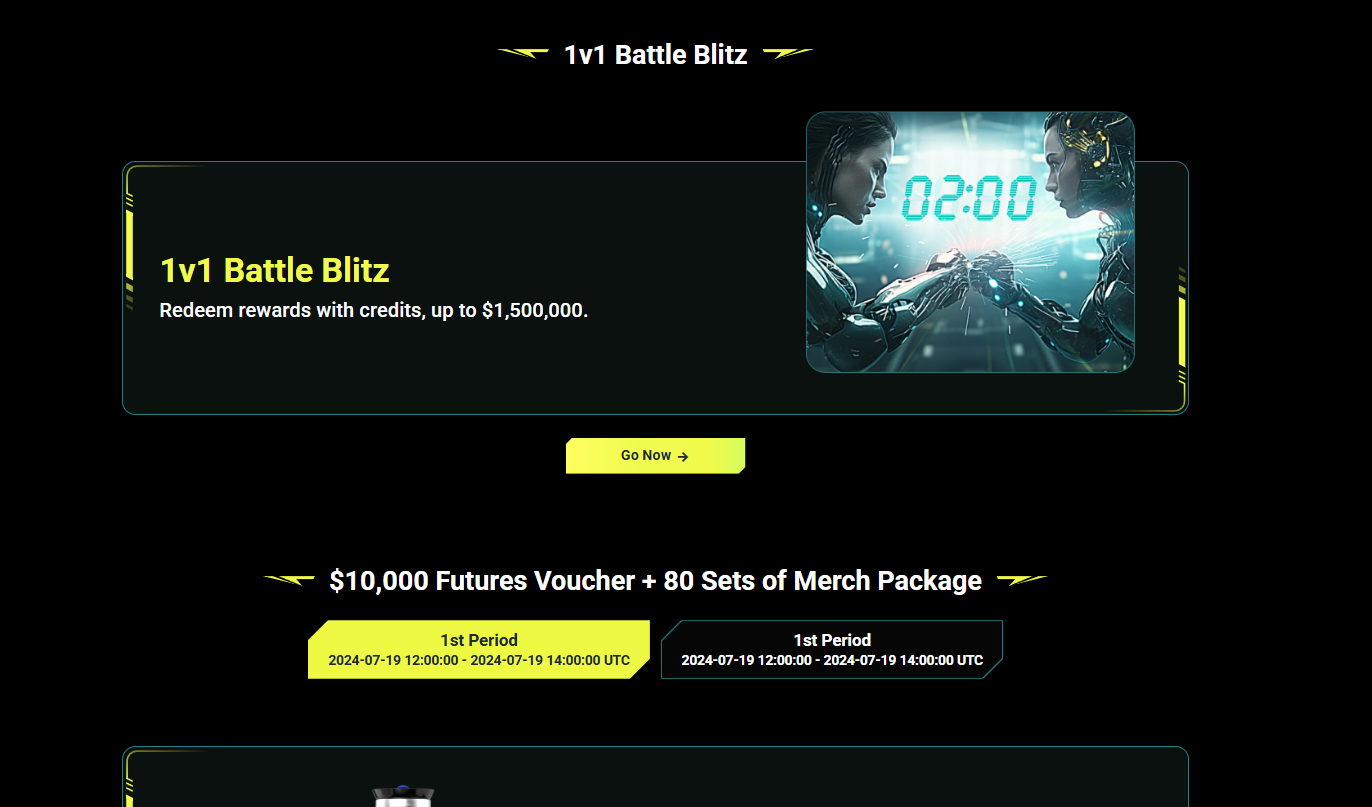 1v1 Battle Blitz
02:00
1v1 Battle Blitz
Redeem rewards with credits, up to $1,500,000.
Go Now →
$10,000 Futures Voucher + 80 Sets of Merch Package
1st Period
2024-07-19 12:00:00 - 2024-07-19 14:00:00 UTC
1st Period
2024-07-19 12:00:00 - 2024-07-19 14:00:00 UTC